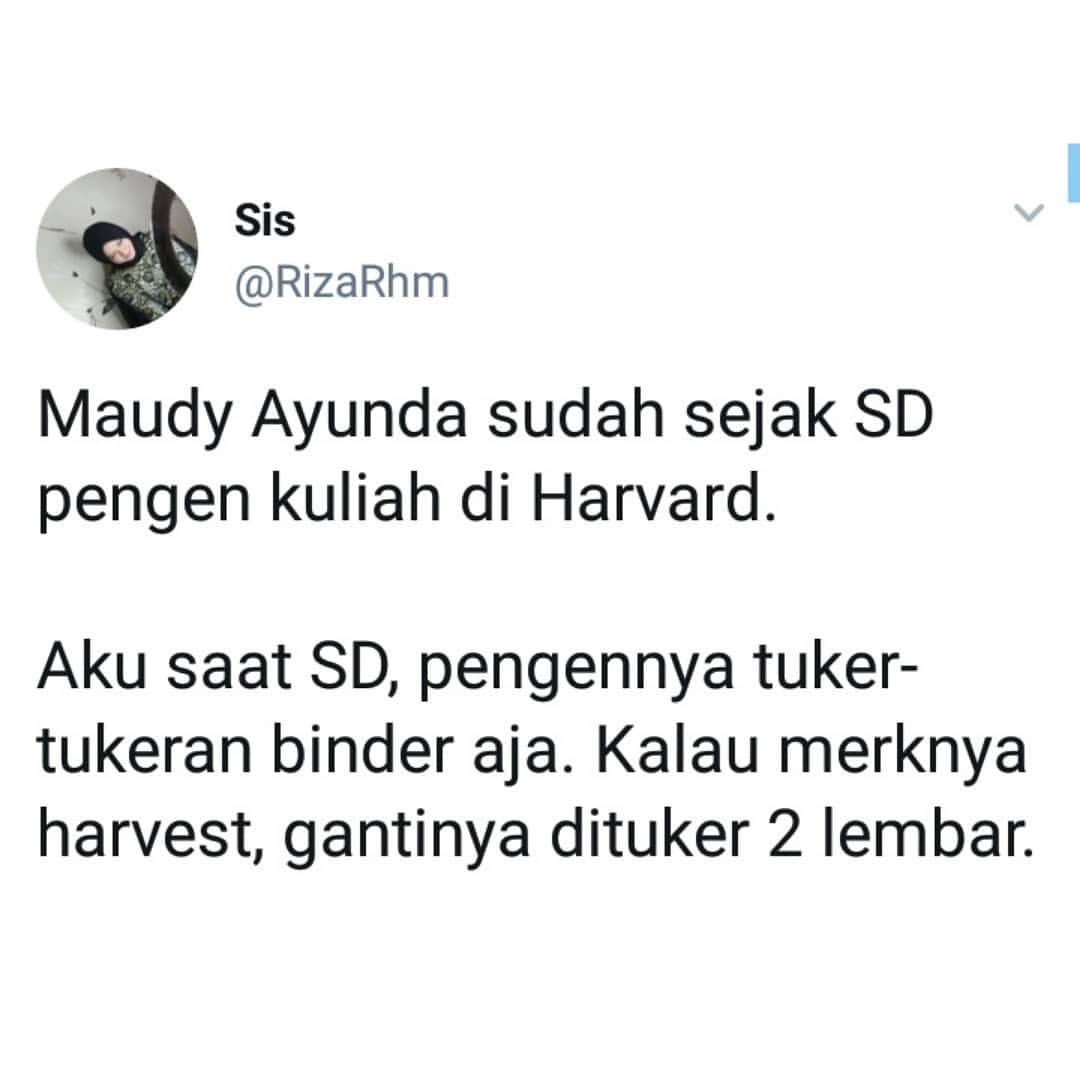 Sis
@RizaRhm
Maudy Ayunda sudah sejak SD
pengen kuliah di Harvard.
Aku saat SD, pengennya tuker-
tukeran binder aja. Kalau merknya
harvest, gantinya dituker 2 lembar.